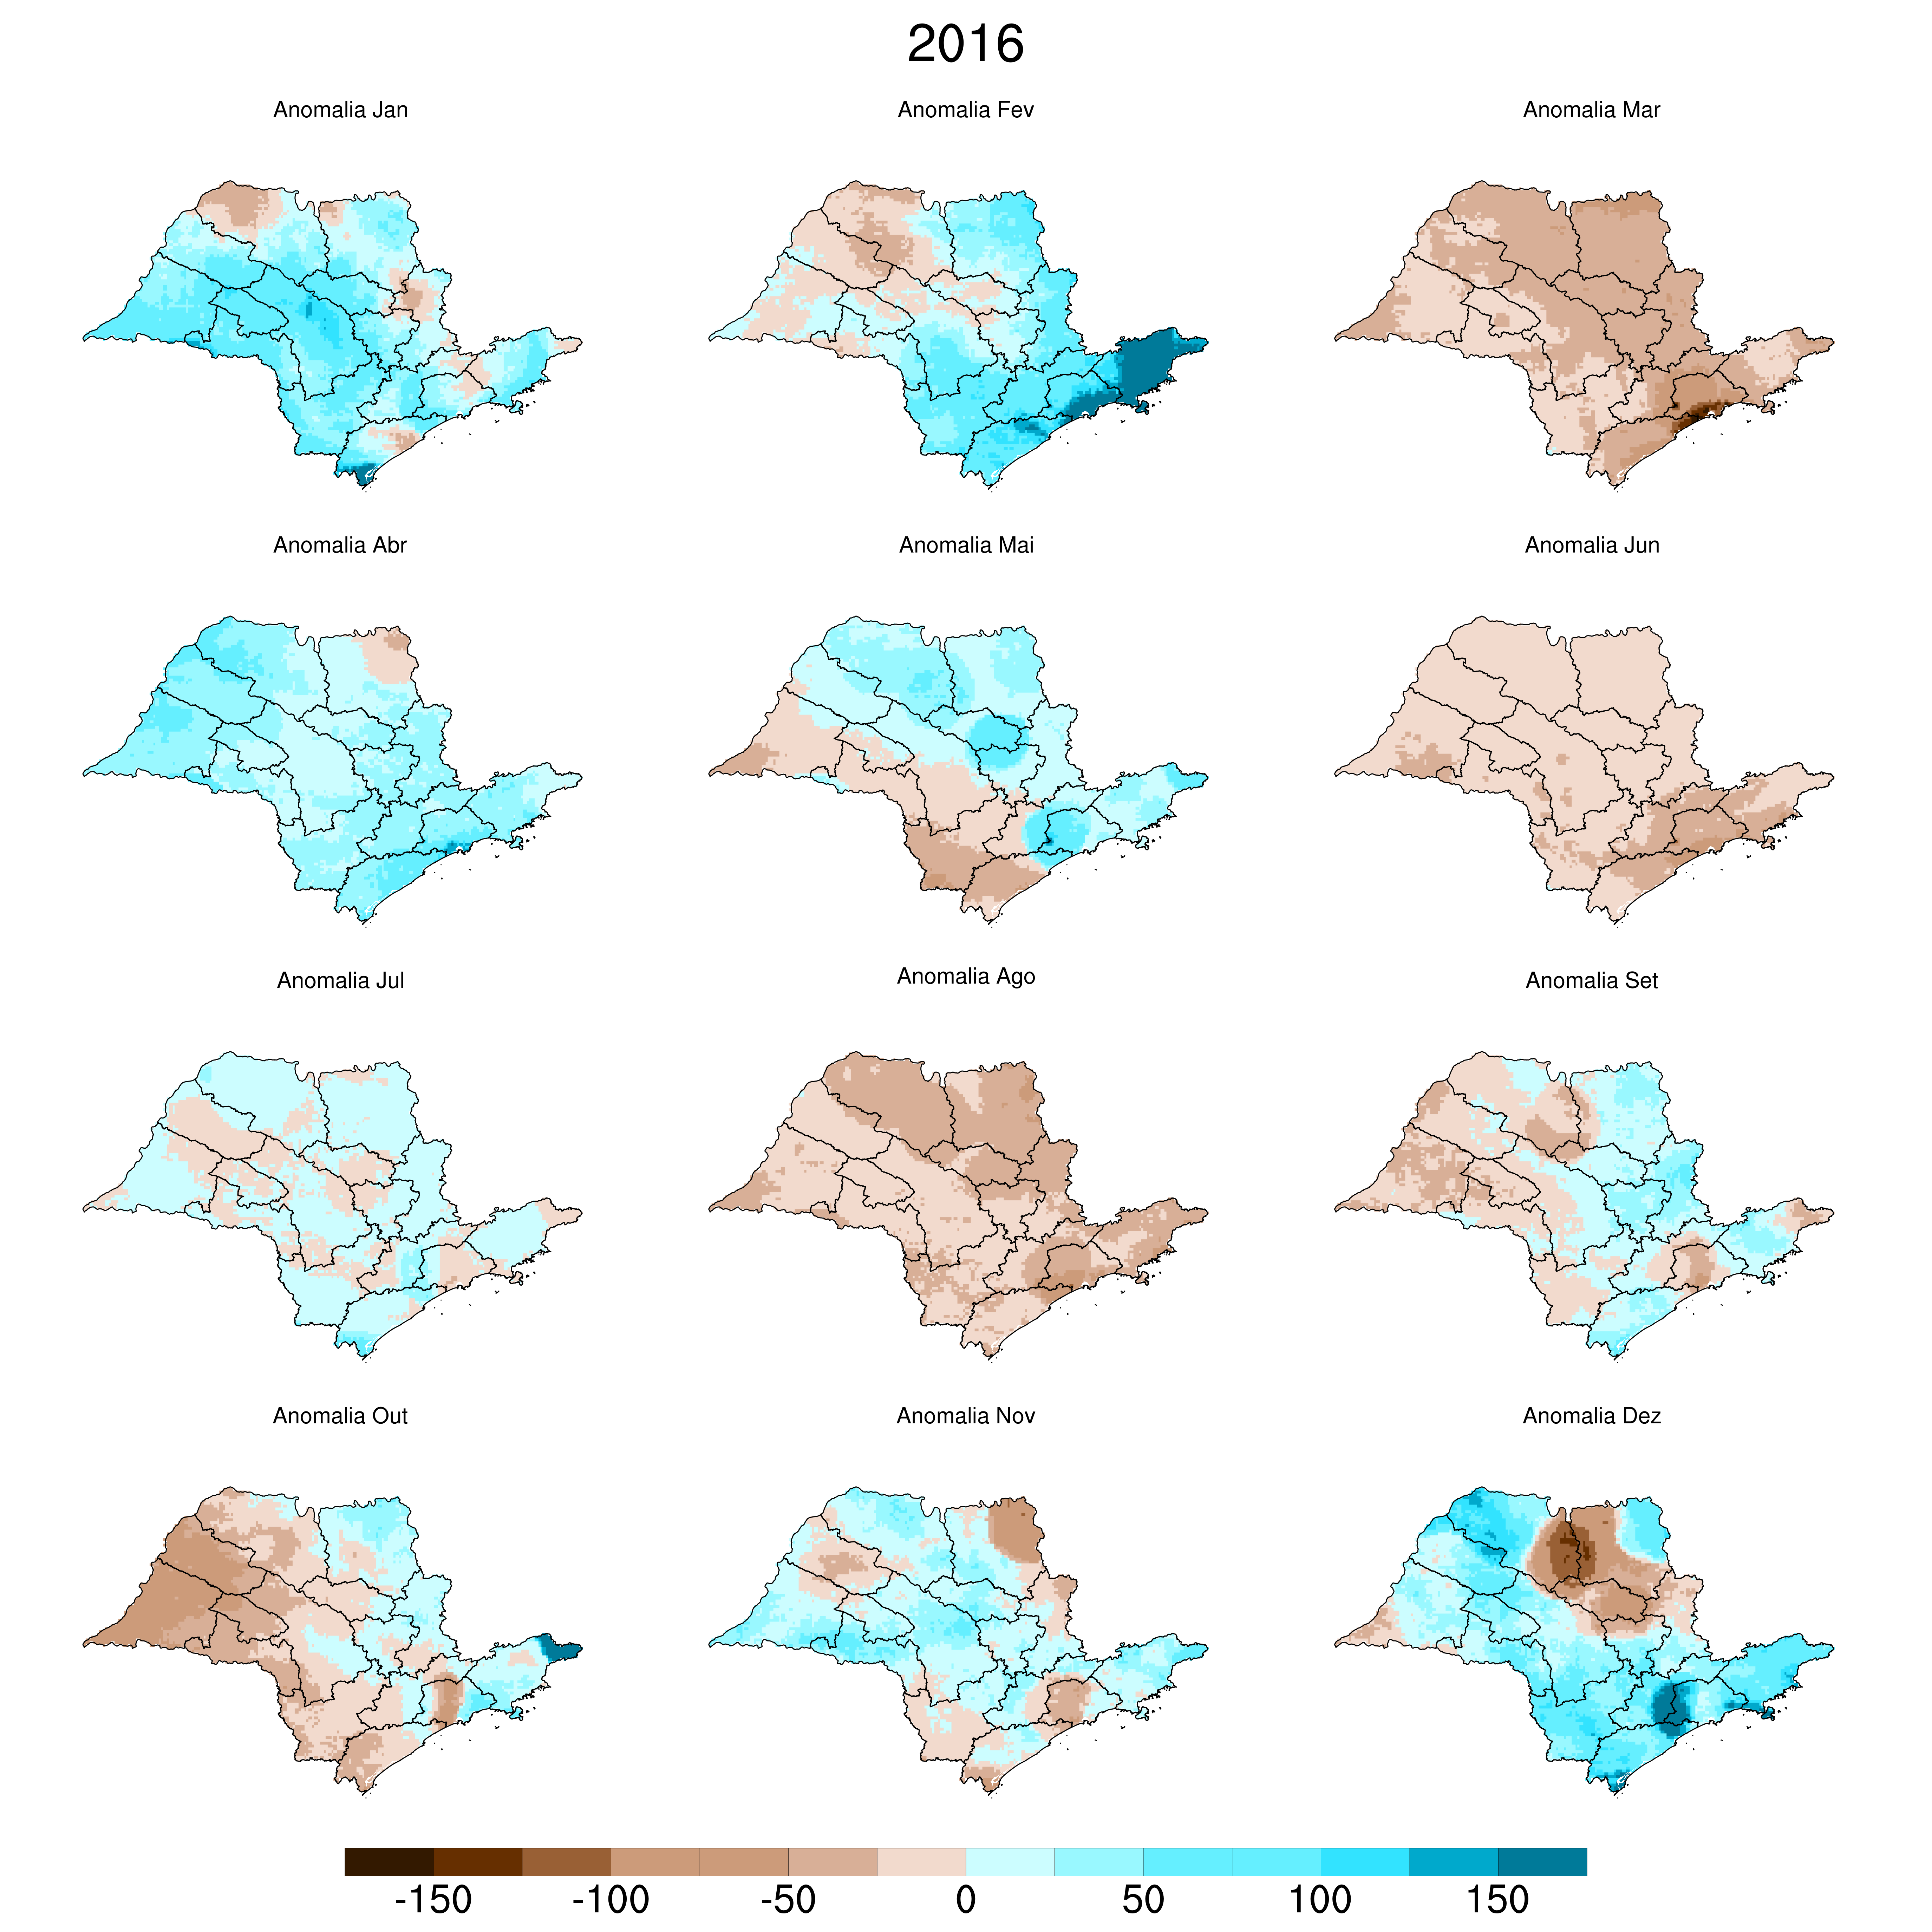 2016
Anomalia Jan
Anomalia Fev
Anomalia Mar
Anomalia Abr
Anomalia Mai
Anomalia Jun
Anomalia Jul
Anomalia Ago
Anomalia Set
Anomalia Out
Anomalia Nov
Anomalia Dez
-150 -100 -50 0 50 100 150